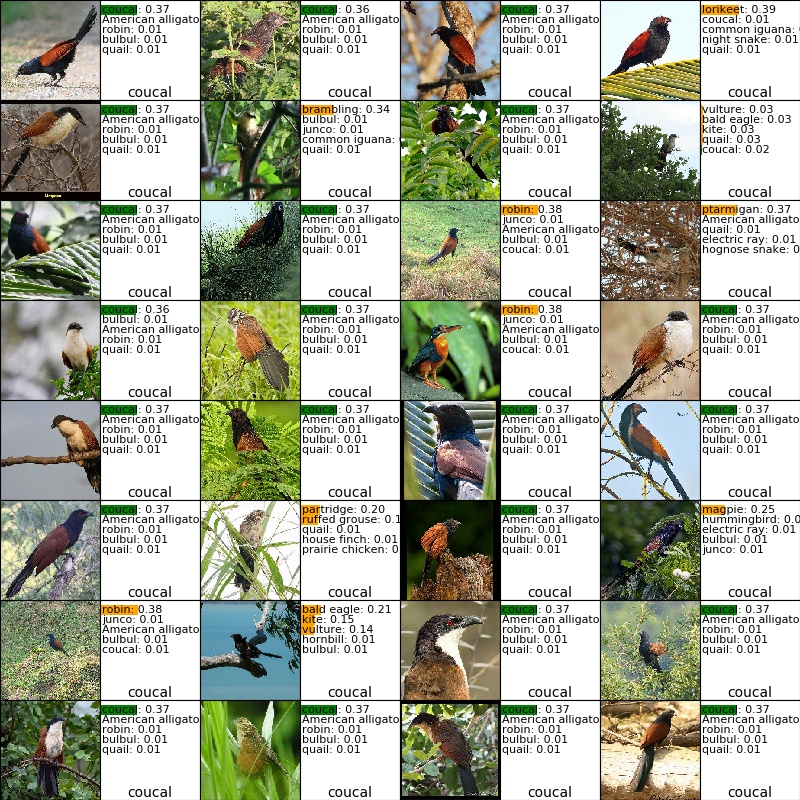 coucal: 0.37
American alligato
robin: 0.01
bulbul: 0.01
quail: 0.01
coucal
coucal: 0.36
American alligato
robin: 0.01
bulbul: 0.01
quail: 0.01
coucal
coucal: 0.37
American alligato
robin: 0.01
bulbul: 0.01
quail: 0.01
coucal
lorikeet: 0.39
coucal: 0.01
common iguana:
night snake: 0.01
quail: 0.01
coucal
coucal: 0.37
American alligato
robin: 0.01
bulbul: 0.01
quail: 0.01
coucal
brambling: 0.34
bulbul: 0.01
junco: 0.01
common iguana:
quail: 0.01
coucal
coucal: 0.37
American alligato
robin: 0.01
bulbul: 0.01
quail: 0.01
coucal
vulture: 0.03
bald eagle: 0.03
kite: 0.03
quail: 0.03
coucal: 0.02
coucal
coucal: 0.37
American alligato
robin: 0.01
bulbul: 0.01
quail: 0.01
coucal
coucal: 0.37
American alligato
robin: 0.01
bulbul: 0.01
quail: 0.01
coucal
robin: 0.38
junco: 0.01
American alligato
bulbul: 0.01
coucal: 0.01
coucal
ptarmigan: 0.37
American alligato
quail: 0.01
electric ray: 0.01
hognose snake: 0
coucal
coucal: 0.36
bulbul: 0.01
American alligato
robin: 0.01
quail: 0.01
coucal
coucal: 0.37
American alligato
robin: 0.01
bulbul: 0.01
quail: 0.01
coucal
robin: 0.38
junco: 0.01
American alligato
bulbul: 0.01
coucal: 0.01
coucal
coucal: 0.37
American alligato
robin: 0.01
bulbul: 0.01
quail: 0.01
coucal
coucal: 0.37
American alligato
robin: 0.01
bulbul: 0.01
quail: 0.01
coucal
coucal: 0.37
American alligato
robin: 0.01
bulbul: 0.01
quail: 0.01
coucal
coucal: 0.37
American alligato
robin: 0.01
bulbul: 0.01
quail: 0.01
coucal
coucal: 0.37
American alligato
robin: 0.01
bulbul: 0.01
quail: 0.01
coucal
coucal: 0.37
American alligato
robin: 0.01
bulbul: 0.01
quail: 0.01
coucal
partridge: 0.20
ruffed grouse: 0.1
quail: 0.01
house finch: 0.01
prairie chicken: 0
coucal
coucal: 0.37
American alligato
robin: 0.01
bulbul: 0.01
quail: 0.01
coucal
magpie: 0.25
hummingbird: 0.0
electric ray: 0.01
bulbul: 0.01
junco: 0.01
coucal
robin: 0.38
junco: 0.01
American alligato
bulbul: 0.01
coucal: 0.01
coucal
bald eagle: 0.21
kite: 0.15
vulture: 0.14
hornbill: 0.01
bulbul: 0.01
coucal
coucal: 0.37
American alligato
robin: 0.01
bulbul: 0.01
quail: 0.01
coucal
coucal: 0.37
American alligato
robin: 0.01
bulbul: 0.01
quail: 0.01
coucal
coucal: 0.37
American alligato
robin: 0.01
bulbul: 0.01
quail: 0.01
coucal
coucal: 0.37
American alligato
robin: 0.01
bulbul: 0.01
quail: 0.01
coucal
coucal: 0.37
American alligato
robin: 0.01
bulbul: 0.01
quail: 0.01
coucal
coucal: 0.37
American alligato
robin: 0.01
bulbul: 0.01
quail: 0.01
coucal